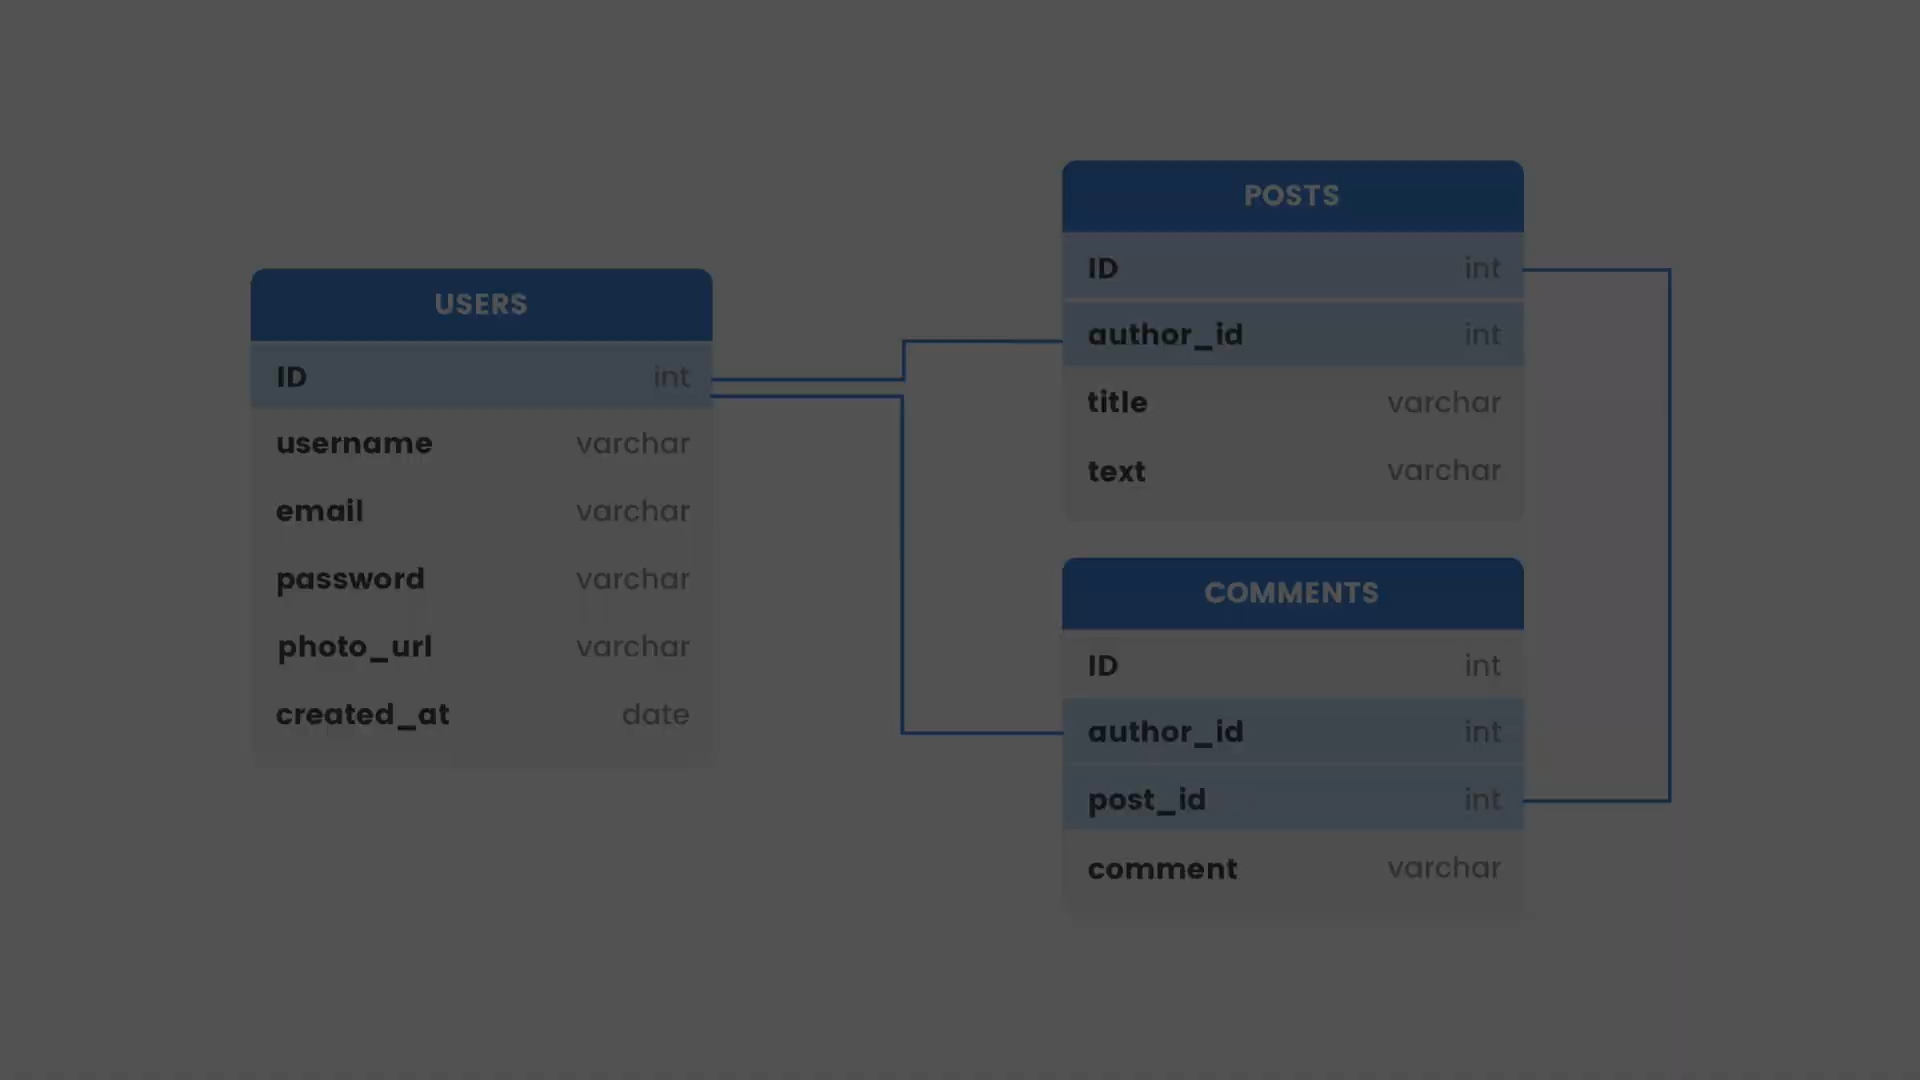 USERS
ID int
username varchar
email varchar
password varchar
photo_url varchar
created_at date
POSTS
ID int
author_id int
title varchar
text varchar
COMMENTS
ID int
author_id int
post_id int
comment varchar